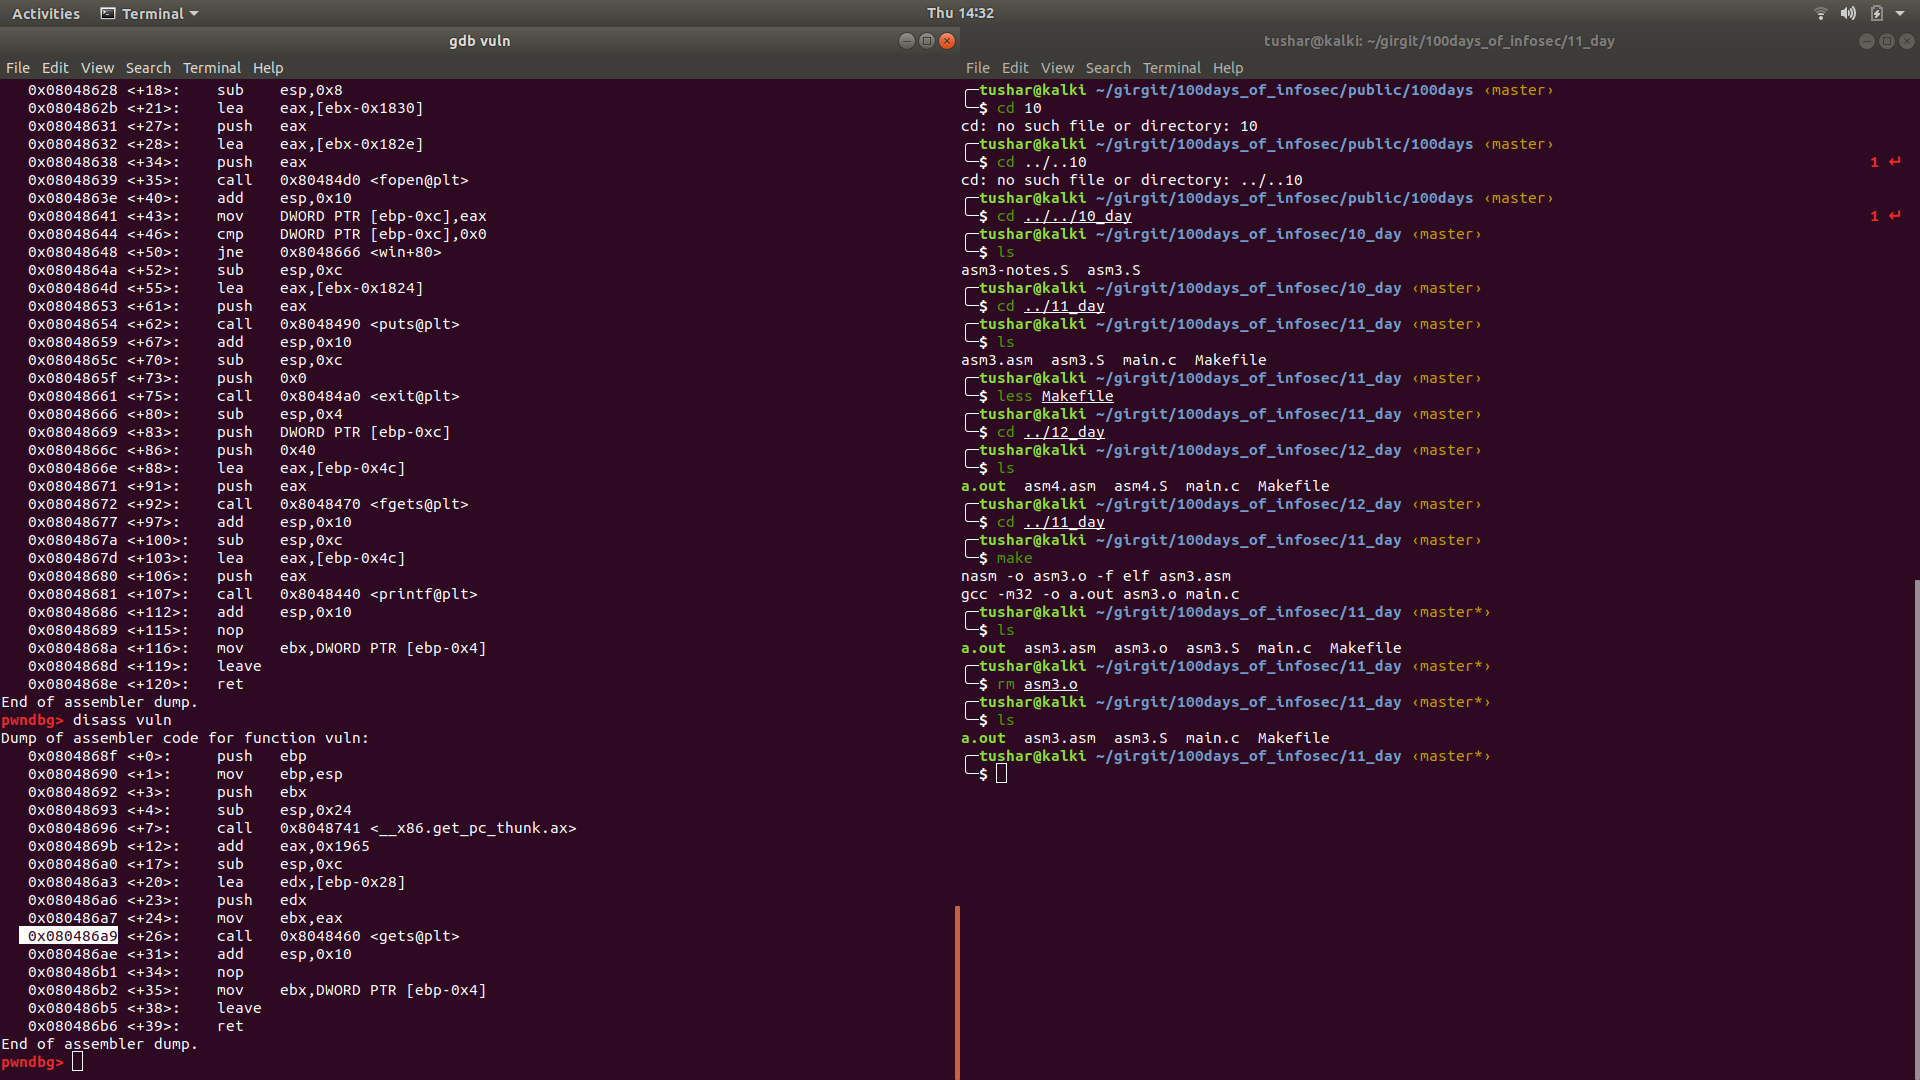 Activities Terminal Thu 14:32
gdb vuln
File Edit View Search Terminal Help
0x08048628 <+18>: sub esp,0x8
0x0804862b <+21>: lea eax,[ebx-0x1830]
0x08048631 <+27>: push eax
0x08048632 <+28>: lea eax,[ebx-0x182e]
0x08048638 <+34>: push eax
0x08048639 <+35>: call 0x80484d0 <fopen@plt>
0x0804863e <+40>: add esp,0x10
0x08048641 <+43>: mov DWORD PTR [ebp-0xc],eax
0x08048644 <+46>: cmp DWORD PTR [ebp-0xc],0x0
0x08048648 <+50>: jne 0x8048666 <win+80>
0x0804864a <+52>: sub esp,0xc
0x0804864d <+55>: lea eax,[ebx-0x1824]
0x08048653 <+61>: push eax
0x08048654 <+62>: call 0x8048490 <puts@plt>
0x08048659 <+67>: add esp,0x10
0x0804865c <+70>: sub esp,0xc
0x0804865f <+73>: push 0x0
0x08048661 <+75>: call 0x80484a0 <exit@plt>
0x08048666 <+80>: sub esp,0x4
0x08048669 <+83>: push DWORD PTR [ebp-0xc]
0x0804866c <+86>: push 0x40
0x0804866e <+88>: lea eax,[ebp-0x4c]
0x08048671 <+91>: push eax
0x08048672 <+92>: call 0x8048470 <fgets@plt>
0x08048677 <+97>: add esp,0x10
0x0804867a <+100>: sub esp,0xc
0x0804867d <+103>: lea eax,[ebp-0x4c]
0x08048680 <+106>: push eax
0x08048681 <+107>: call 0x8048440 <printf@plt>
0x08048686 <+112>: add esp,0x10
0x08048689 <+115>: nop
0x0804868a <+116>: mov ebx,DWORD PTR [ebp-0x4]
0x0804868d <+119>: leave
0x0804868e <+120>: ret
End of assembler dump.
pwndbg> disass vuln
Dump of assembler code for function vuln:
0x0804868f <+0>: push ebp
0x08048690 <+1>: mov ebp,esp
0x08048692 <+3>: push ebx
0x08048693 <+4>: sub esp,0x24
0x08048696 <+7>: call 0x8048741 <__x86.get_pc_thunk.ax>
0x0804869b <+12>: add eax,0x1965
0x080486a0 <+17>: sub esp,0xc
0x080486a3 <+20>: lea edx,[ebp-0x28]
0x080486a6 <+23>: push edx
0x080486a7 <+24>: mov ebx,eax
0x080486a9 <+26>: call 0x8048460 <gets@plt>
0x080486ae <+31>: add esp,0x10
0x080486b1 <+34>: nop
0x080486b2 <+35>: mov ebx,DWORD PTR [ebp-0x4]
0x080486b5 <+38>: leave
0x080486b6 <+39>: ret
End of assembler dump.
pwndbg>
tushar@kalki: ~/girgit/100days_of_infosec/11_day
File Edit View Search Terminal Help
tushar@kalki ~/girgit/100days_of_infosec/public/100days ‹master›
$ cd 10
cd: no such file or directory: 10
tushar@kalki ~/girgit/100days_of_infosec/public/100days ‹master›
$ cd ../..10 1 ↵
cd: no such file or directory: ../..10
tushar@kalki ~/girgit/100days_of_infosec/public/100days ‹master›
$ cd ../../10_day 1 ↵
tushar@kalki ~/girgit/100days_of_infosec/10_day ‹master›
$ ls
asm3-notes.S asm3.S
tushar@kalki ~/girgit/100days_of_infosec/10_day ‹master›
$ cd ../11_day
tushar@kalki ~/girgit/100days_of_infosec/11_day ‹master›
$ ls
asm3.asm asm3.S main.c Makefile
tushar@kalki ~/girgit/100days_of_infosec/11_day ‹master›
$ less Makefile
tushar@kalki ~/girgit/100days_of_infosec/11_day ‹master›
$ cd ../12_day
tushar@kalki ~/girgit/100days_of_infosec/12_day ‹master›
$ ls
a.out asm4.asm asm4.S main.c Makefile
tushar@kalki ~/girgit/100days_of_infosec/12_day ‹master›
$ cd ../11_day
tushar@kalki ~/girgit/100days_of_infosec/11_day ‹master›
$ make
nasm -o asm3.o -f elf asm3.asm
gcc -m32 -o a.out asm3.o main.c
tushar@kalki ~/girgit/100days_of_infosec/11_day ‹master*›
$ ls
a.out asm3.asm asm3.o asm3.S main.c Makefile
tushar@kalki ~/girgit/100days_of_infosec/11_day ‹master*›
$ rm asm3.o
tushar@kalki ~/girgit/100days_of_infosec/11_day ‹master*›
$ ls
a.out asm3.asm asm3.S main.c Makefile
tushar@kalki ~/girgit/100days_of_infosec/11_day ‹master*›
$